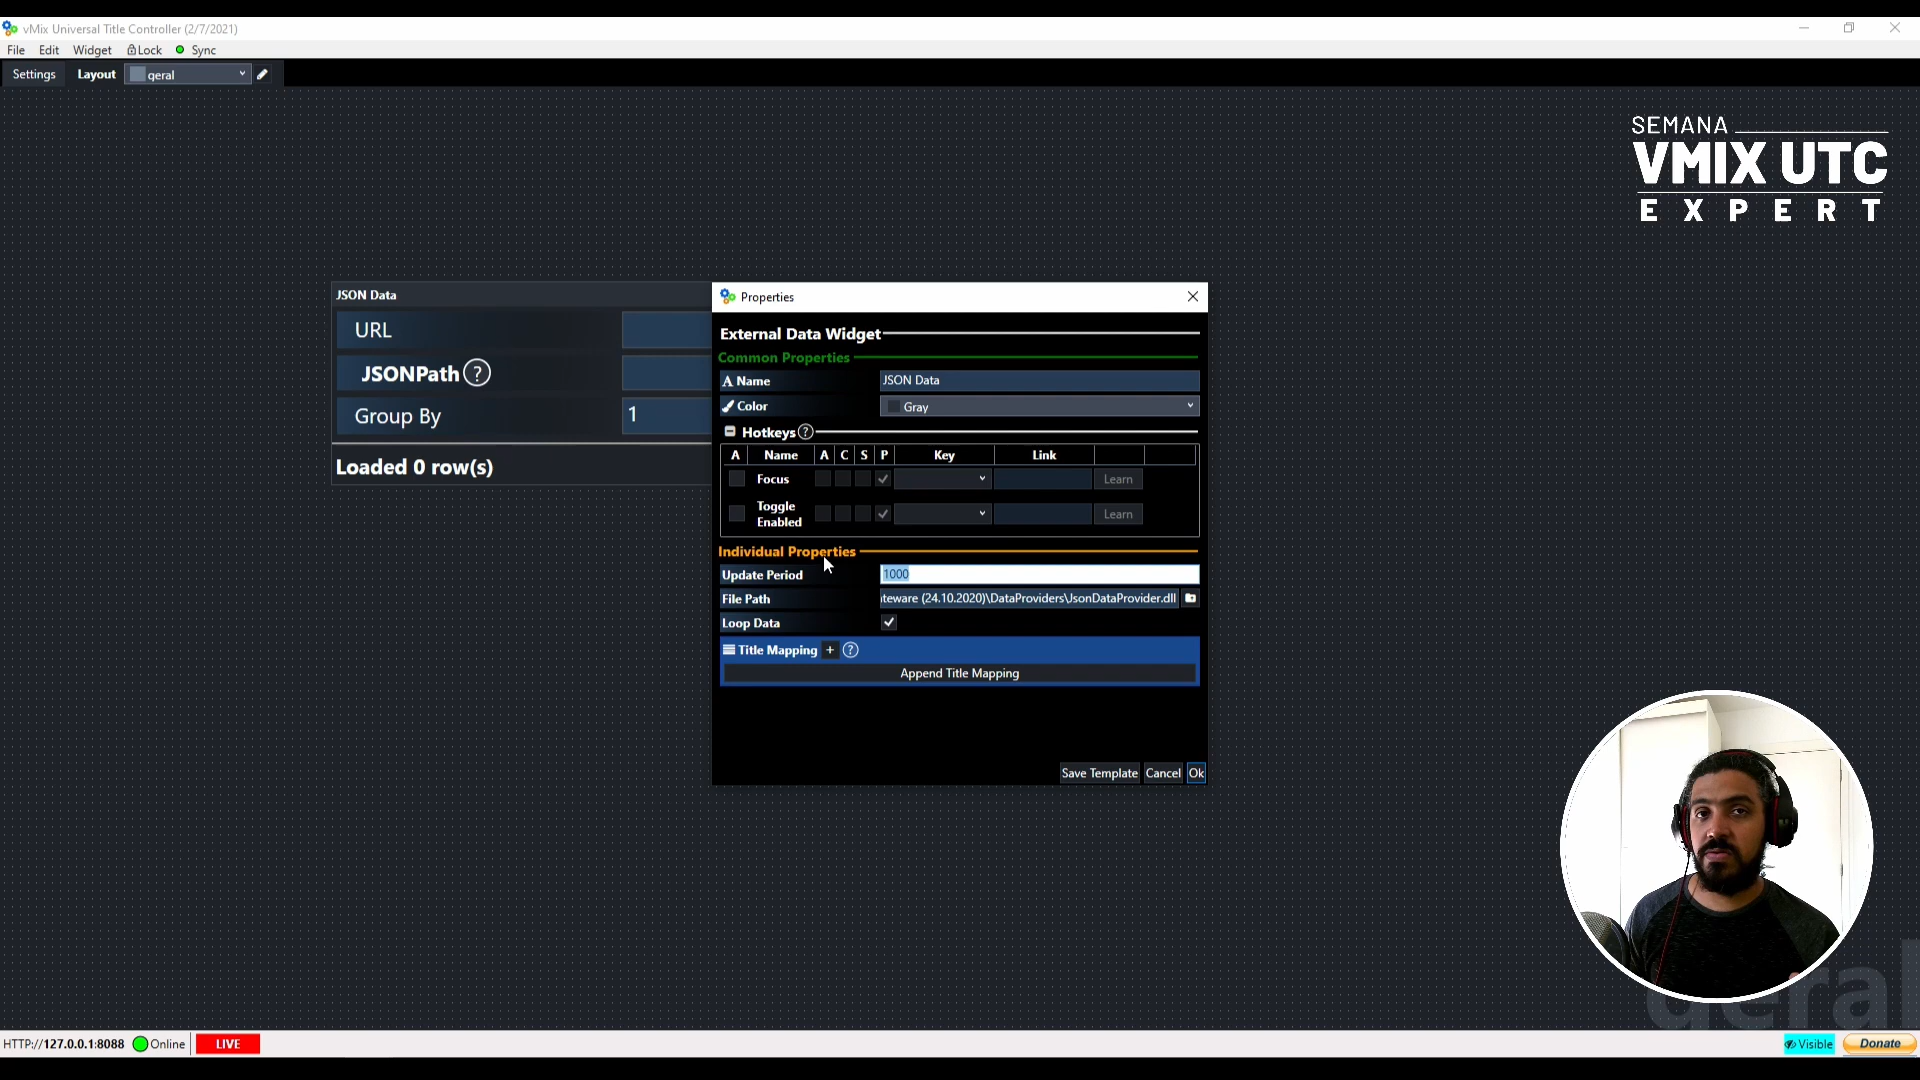 vMix Universal Title Controller (2/7/2021)
File Edit Widget Lock Sync
Settings Layout geral
SEMANA
VMIX UTC
EXPERT
JSON Data
URL
JSONPath ?
Group By 1
Loaded 0 row(s)
Properties
External Data Widget
Common Properties
A Name JSON Data
Color Gray
Hotkeys ?
A Name A C S P Key Link
Focus Learn
Toggle
Enabled Learn
Individual Properties
Update Period 1000
File Path teware (24.10.2020)\DataProviders\JsonDataProvider.dll
Loop Data
Title Mapping + ?
Append Title Mapping
Save Template Cancel Ok
geral
HTTP://127.0.0.1:8088 Online LIVE Visible Donate